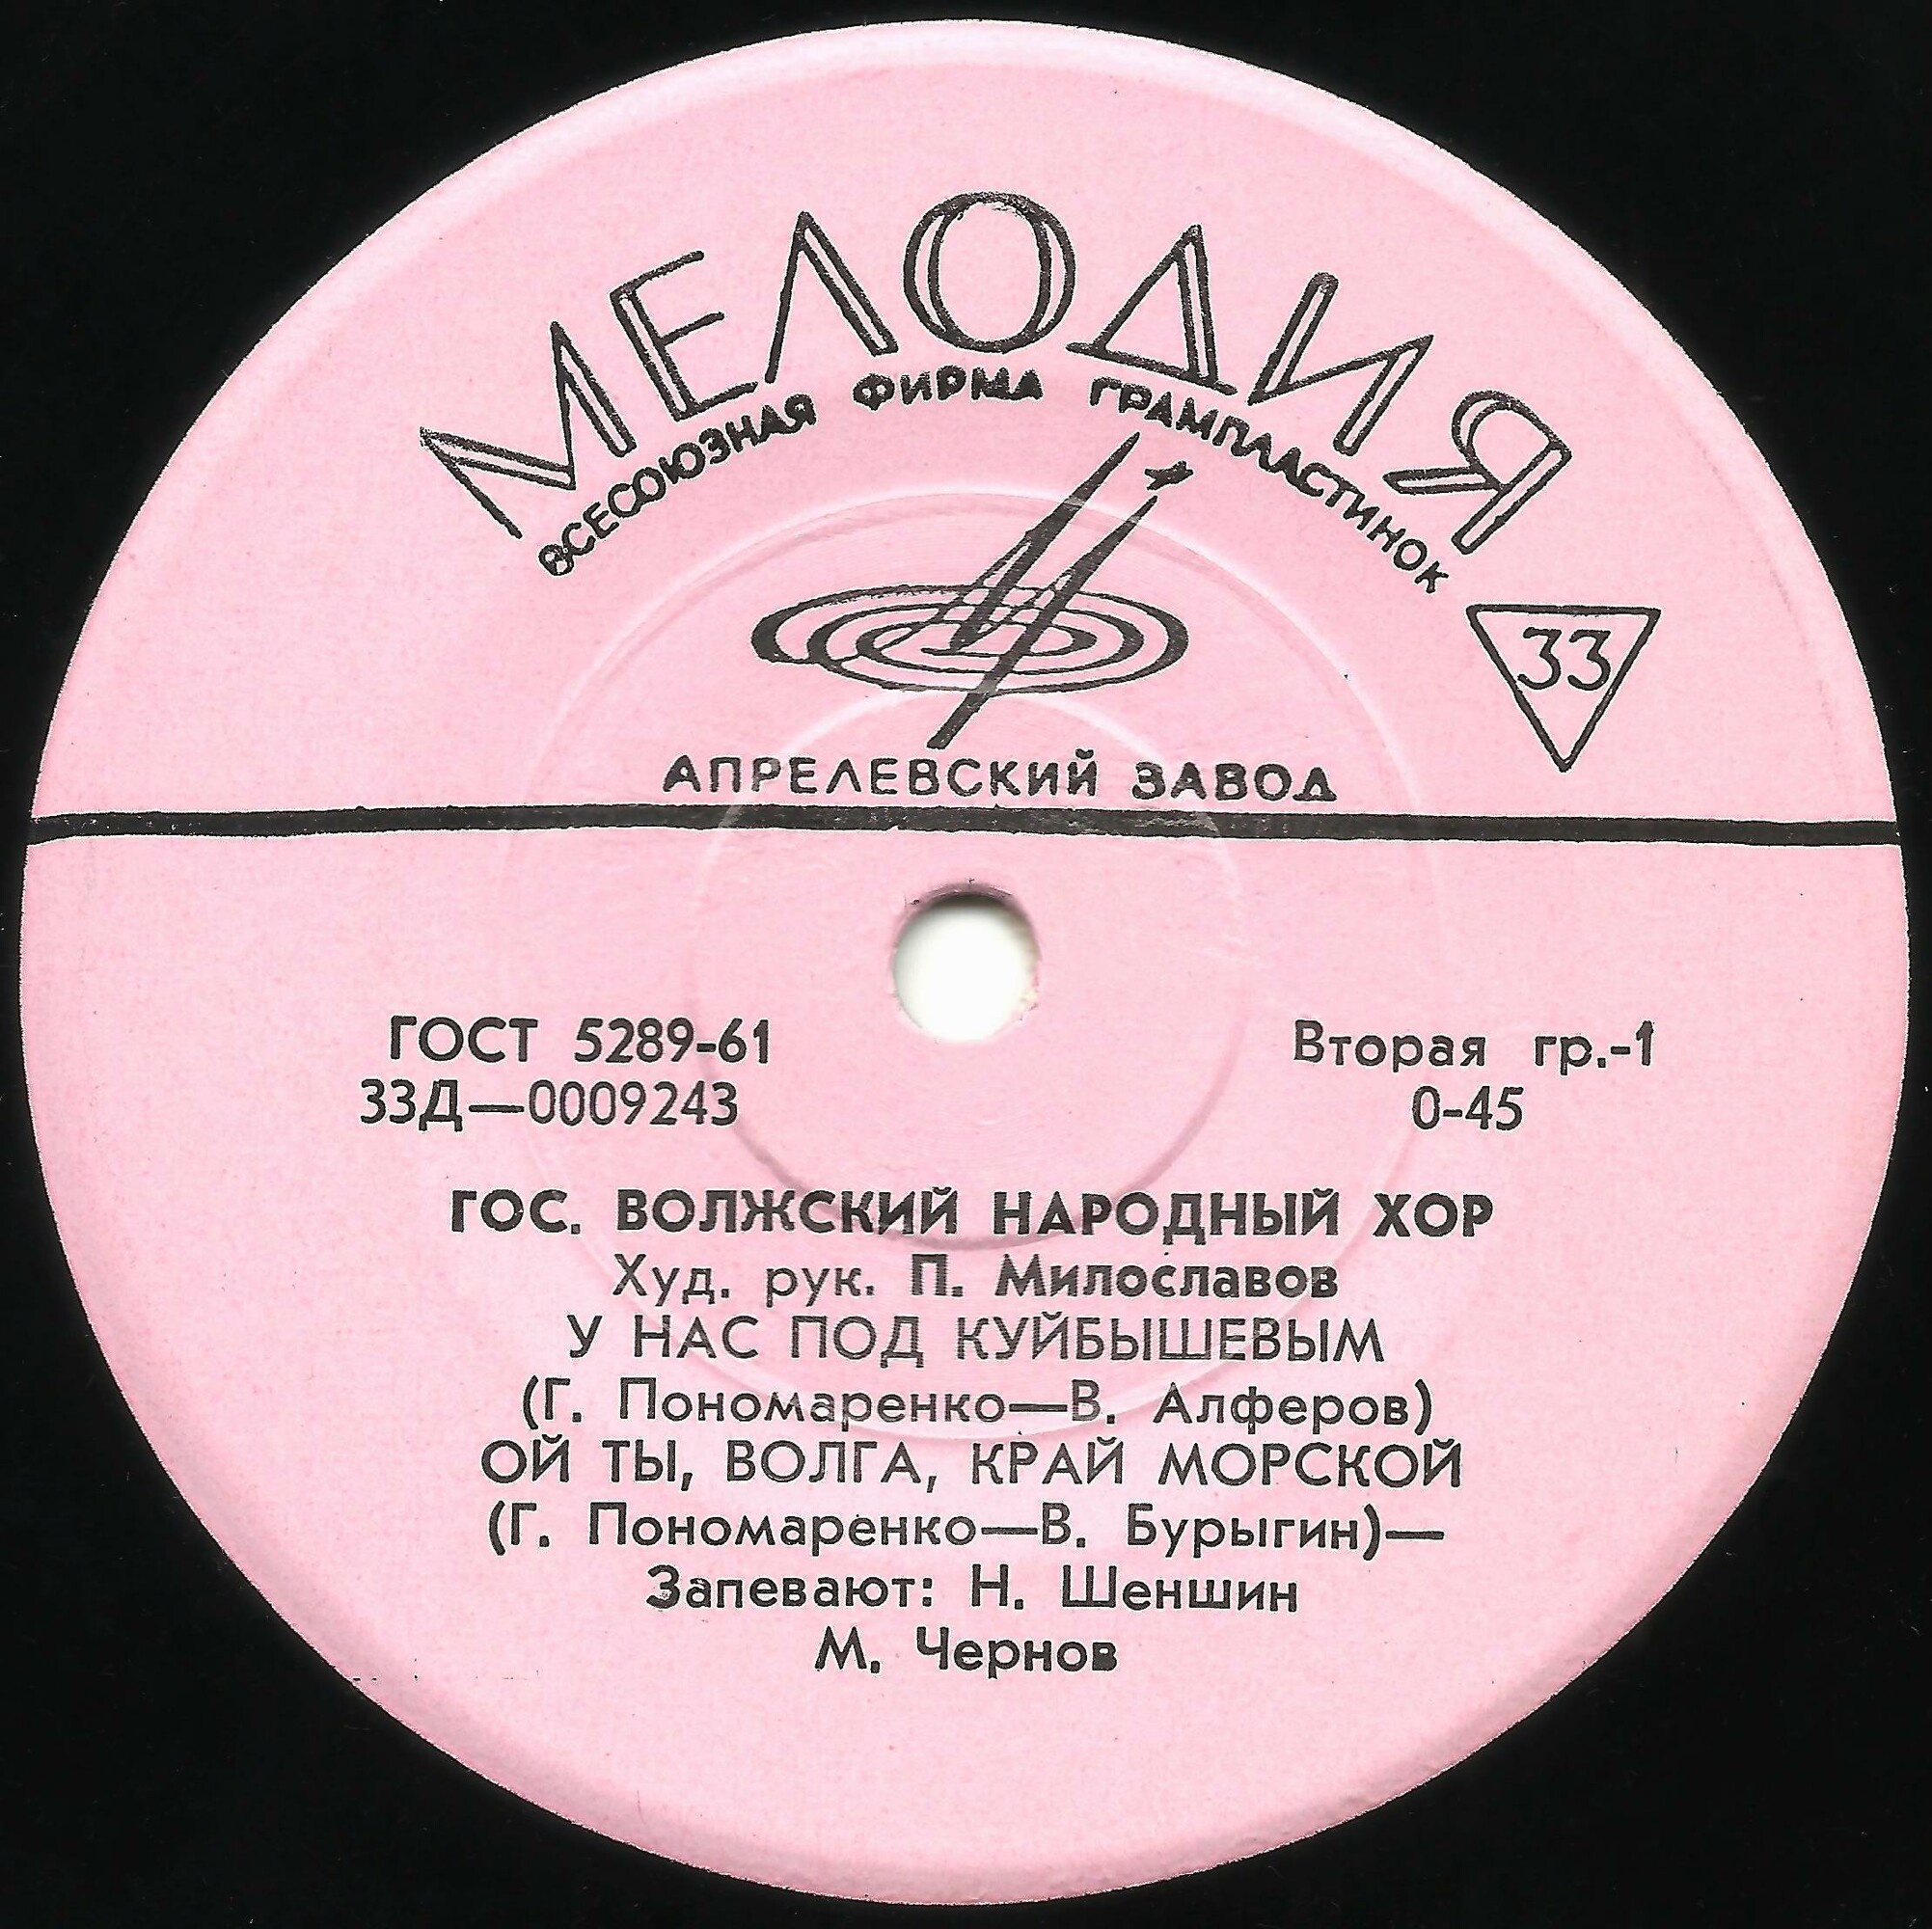 МЕЛОДИЯ
ВСЕСОЮЗНАЯ ФИРМА ГРАМПЛАСТИНОК
33
АПРЕЛЕВСКИЙ ЗАВОД
ГОСТ 5289-61
Вторая гр.-1
33Д—0009243
0-45
ГОС. ВОЛЖСКИЙ НАРОДНЫЙ ХОР
Худ. рук. П. Милославов
У НАС ПОД КУЙБЫШЕВЫМ
(Г. Пономаренко—В. Алферов)
ОЙ ТЫ, ВОЛГА, КРАЙ МОРСКОЙ
(Г. Пономаренко—В. Бурыгин)—
Запевают: Н. Шеншин
М. Чернов